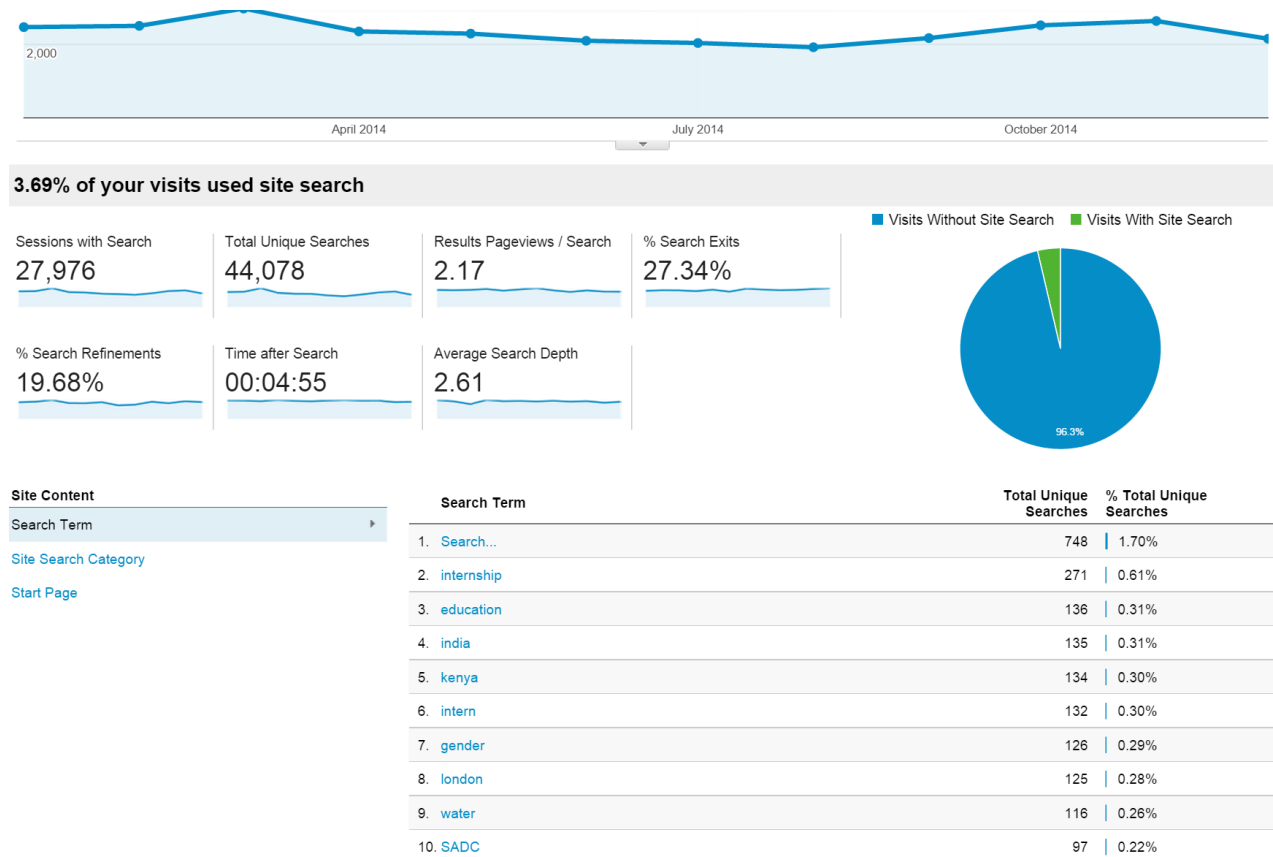 2,000
April 2014 July 2014 October 2014
3.69% of your visits used site search
Visits Without Site Search Visits With Site Search
Sessions with Search Total Unique Searches Results Pageviews / Search % Search Exits
27,976 44,078 2.17 27.34%
% Search Refinements Time after Search Average Search Depth
19.68% 00:04:55 2.61
96.3%
Site Content
Search Term
Site Search Category
Start Page
Search Term Total Unique Searches % Total Unique Searches
1. Search... 748 1.70%
2. internship 271 0.61%
3. education 136 0.31%
4. india 135 0.31%
5. kenya 134 0.30%
6. intern 132 0.30%
7. gender 126 0.29%
8. london 125 0.28%
9. water 116 0.26%
10. SADC 97 0.22%